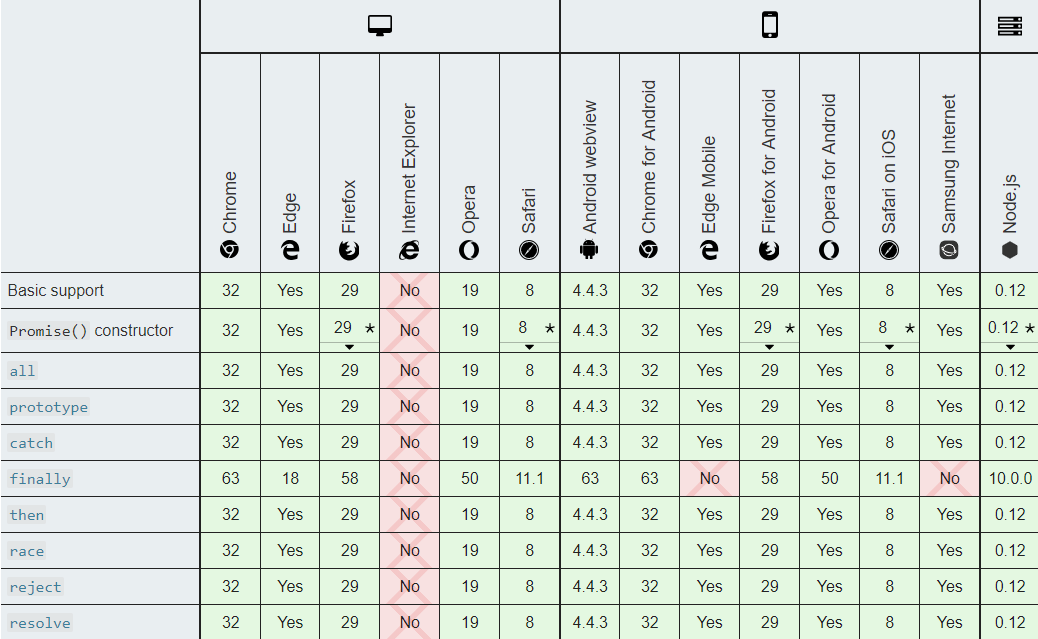 Chrome Edge Firefox Internet Explorer Opera Safari Android webview Chrome for Android Edge Mobile Firefox for Android Opera for Android Safari on iOS Samsung Internet Node.js
Basic support 32 Yes 29 No 19 8 4.4.3 32 Yes 29 Yes 8 Yes 0.12
Promise() constructor 32 Yes 29 * No 19 8 * 4.4.3 32 Yes 29 * Yes 8 * Yes 0.12 *
all 32 Yes 29 No 19 8 4.4.3 32 Yes 29 Yes 8 Yes 0.12
prototype 32 Yes 29 No 19 8 4.4.3 32 Yes 29 Yes 8 Yes 0.12
catch 32 Yes 29 No 19 8 4.4.3 32 Yes 29 Yes 8 Yes 0.12
finally 63 18 58 No 50 11.1 63 63 No 58 50 11.1 No 10.0.0
then 32 Yes 29 No 19 8 4.4.3 32 Yes 29 Yes 8 Yes 0.12
race 32 Yes 29 No 19 8 4.4.3 32 Yes 29 Yes 8 Yes 0.12
reject 32 Yes 29 No 19 8 4.4.3 32 Yes 29 Yes 8 Yes 0.12
resolve 32 Yes 29 No 19 8 4.4.3 32 Yes 29 Yes 8 Yes 0.12